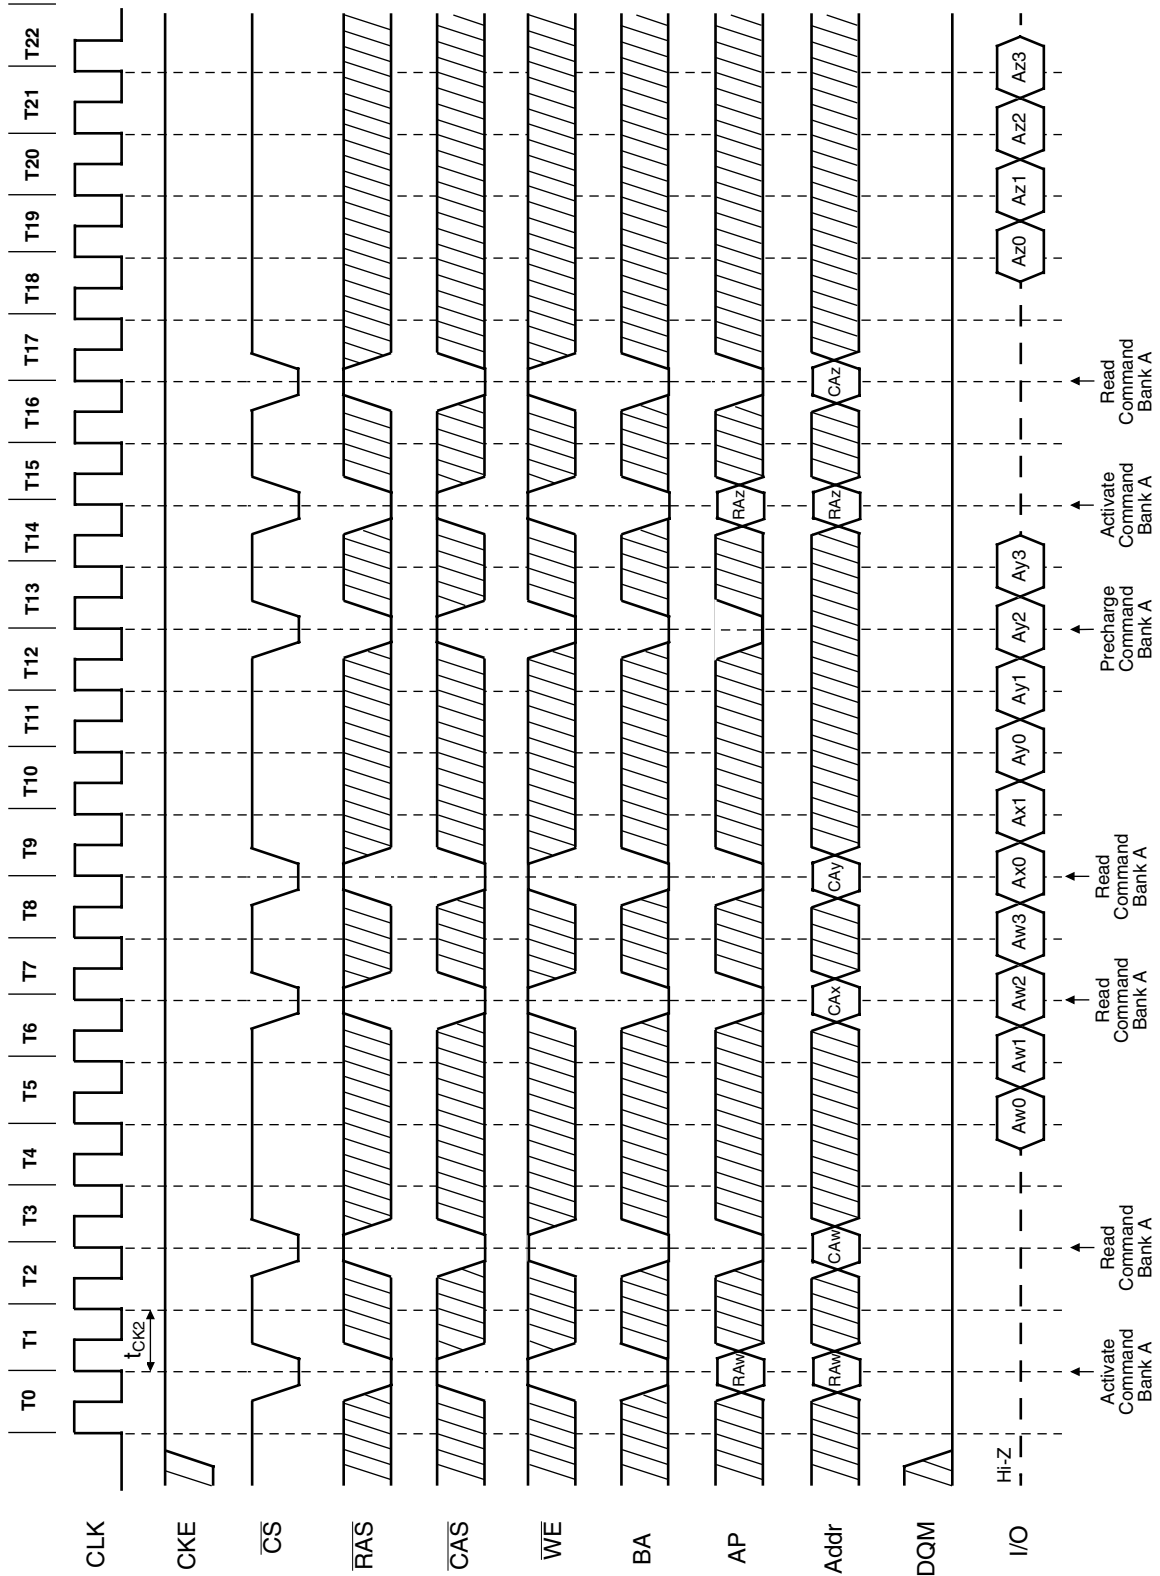 T0 T1 T2 T3 T4 T5 T6 T7 T8 T9 T10 T11 T12 T13 T14 T15 T16 T17 T18 T19 T20 T21 T22
CLK
tCK2
CKE
CS
RAS
CAS
WE
BA
AP RAw RAz
Addr RAw CAw CAx CAy RAz CAz
DQM
I/O Hi-Z Aw0 Aw1 Aw2 Aw3 Ax0 Ax1 Ay0 Ay1 Ay2 Ay3 Az0 Az1 Az2 Az3
Activate
Command
Bank A
Read
Command
Bank A
Read
Command
Bank A
Read
Command
Bank A
Precharge
Command
Bank A
Activate
Command
Bank A
Read
Command
Bank A